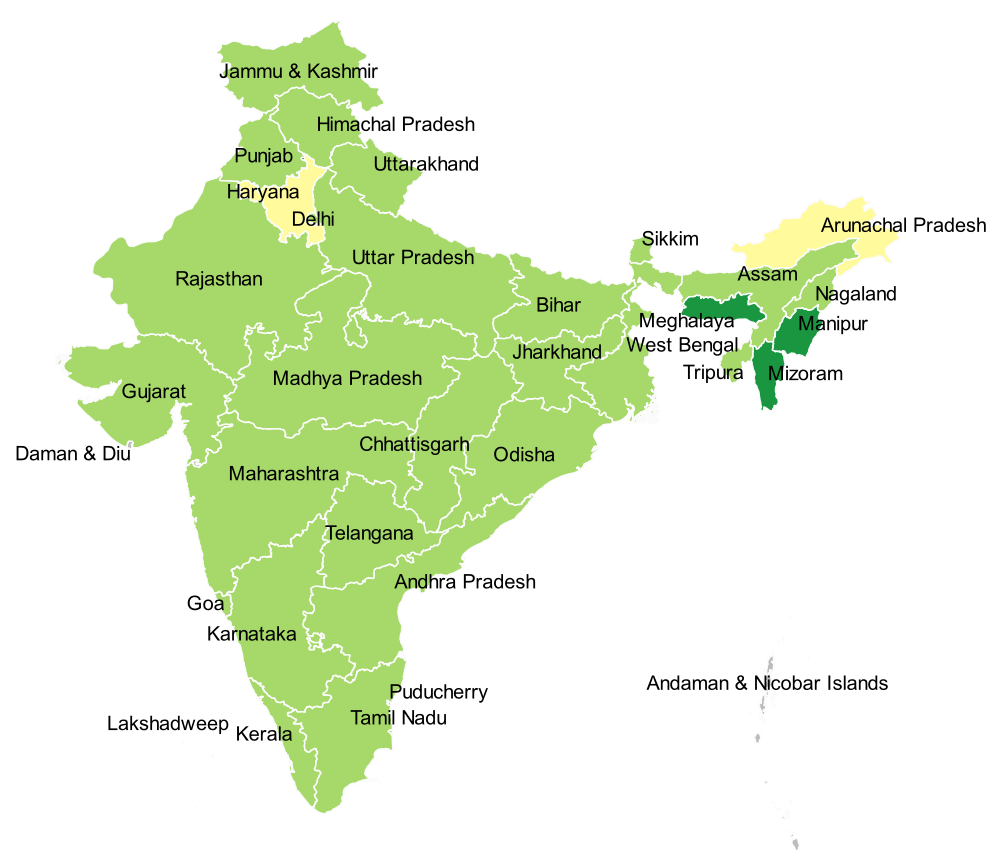 Jammu & Kashmir
Himachal Pradesh
Punjab
Uttarakhand
Haryana
Delhi
Arunachal Pradesh
Sikkim
Uttar Pradesh
Assam
Rajasthan
Nagaland
Bihar
Meghalaya
Manipur
West Bengal
Jharkhand
Tripura
Mizoram
Madhya Pradesh
Gujarat
Chhattisgarh
Daman & Diu
Odisha
Maharashtra
Telangana
Andhra Pradesh
Goa
Karnataka
Andaman & Nicobar Islands
Puducherry
Tamil Nadu
Lakshadweep
Kerala